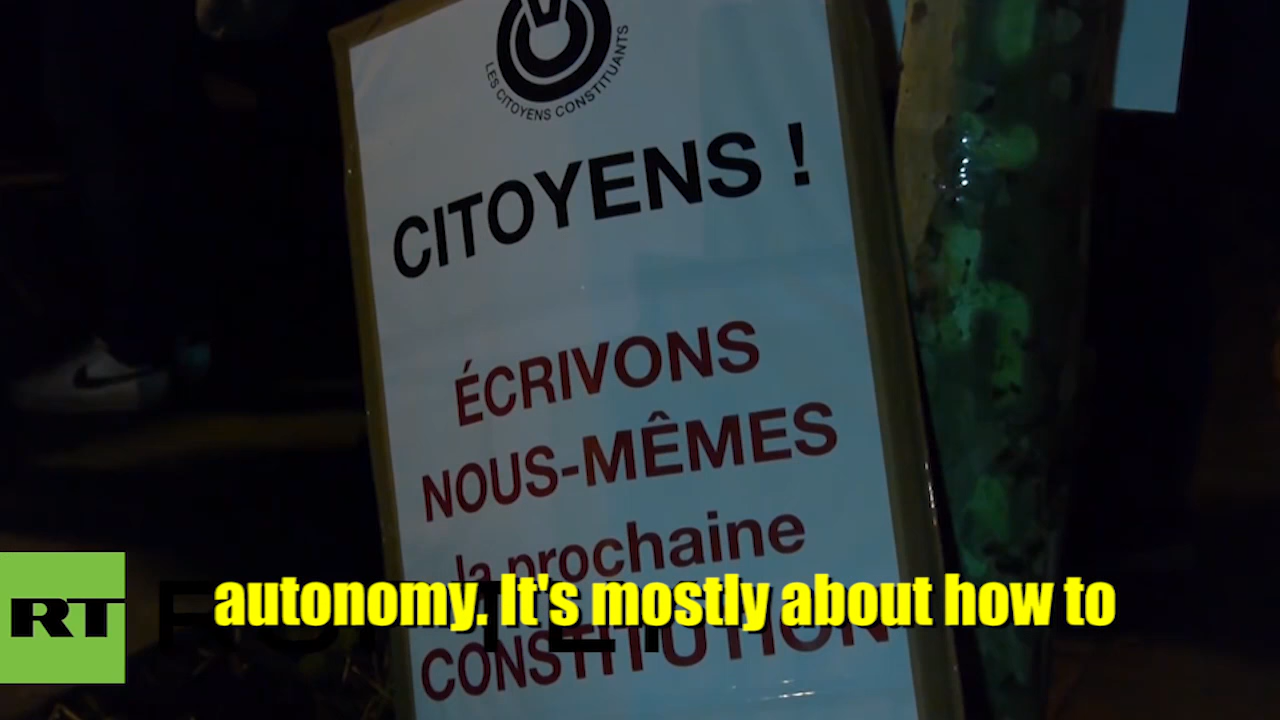 LES CITOYENS CONSTITUANTS
CITOYENS !
ÉCRIVONS
NOUS-MÊMES
la prochaine
CONSTITUTION
autonomy. It's mostly about how to
RT